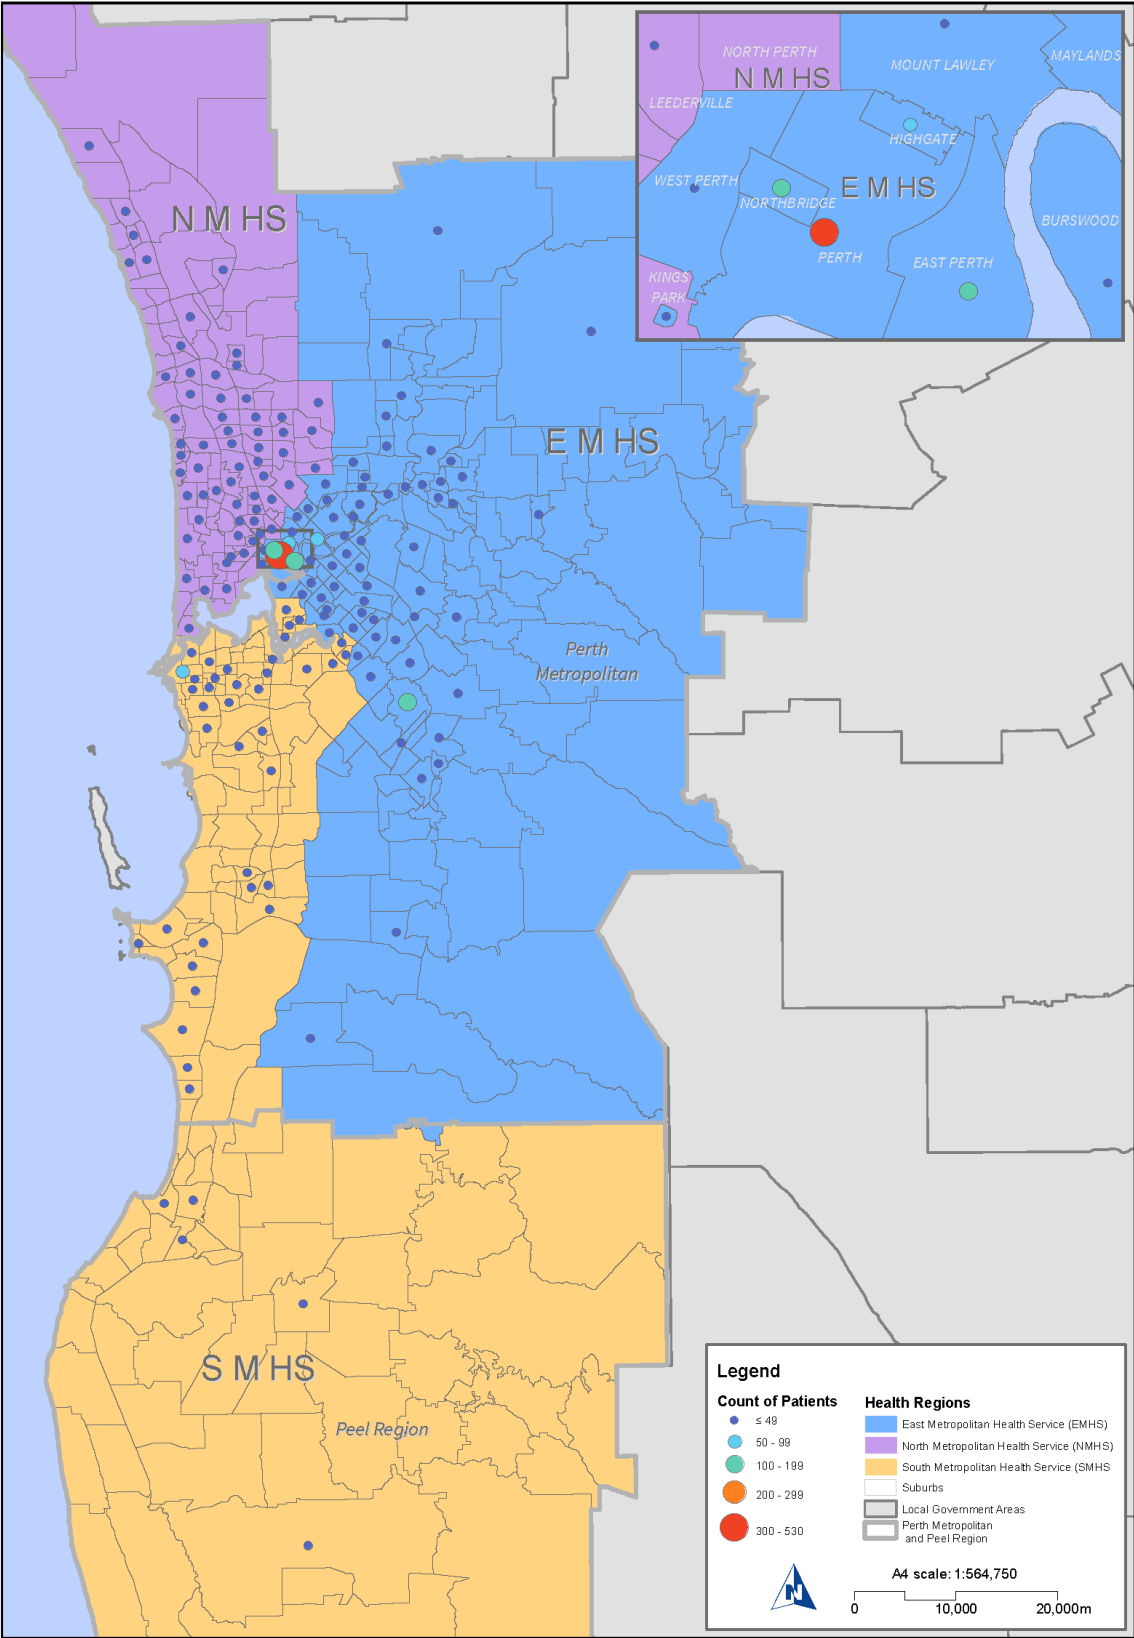 NORTH PERTH
N M HS
MOUNT LAWLEY
MAYLANDS
LEEDERVILLE
HIGHGATE
WEST PERTH
E M HS
NORTHBRIDGE
BURSWOOD
PERTH
EAST PERTH
KINGS
PARK
N M HS
E M HS
Perth
Metropolitan
S M HS
Peel Region
Legend
Count of Patients
≤ 49
50 - 99
100 - 199
200 - 299
300 - 530
Health Regions
East Metropolitan Health Service (EMHS)
North Metropolitan Health Service (NMHS)
South Metropolitan Health Service (SMHS
Suburbs
Local Government Areas
Perth Metropolitan
and Peel Region
N
A4 scale: 1:564,750
0 10,000 20,000m